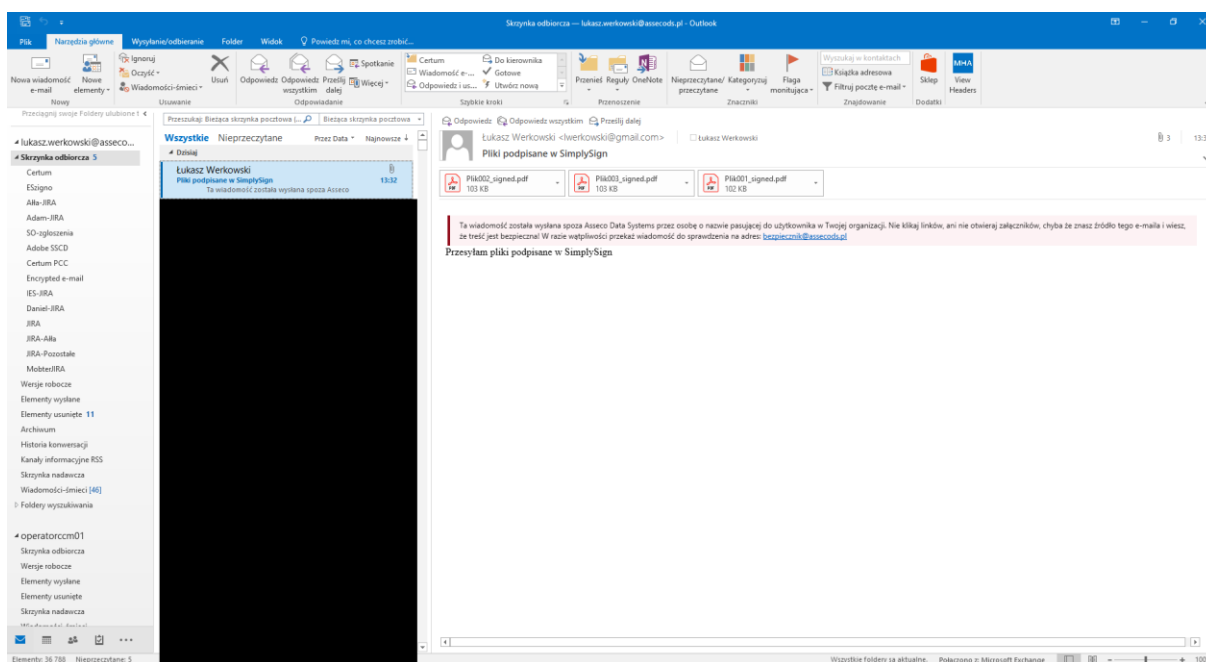 Skrzynka odbiorcza — lukasz.werkowski@assecods.pl - Outlook
Plik Narzędzia główne Wysyłanie/odbieranie Folder Widok Powiedz mi, co chcesz zrobić...
Nowa wiadomość e-mail
Nowe elementy
Nowy
Ignoruj
Oczyść
Wiadomości-śmieci
Usuń
Usuwanie
Odpowiedz
Odpowiedz wszystkim
Prześlij dalej
Spotkanie
Więcej
Odpowiadanie
Certum
Wiadomość e-...
Odpowiedz i us...
Do kierownika
Gotowe
Utwórz nową
Szybkie kroki
Przenieś
Reguły
OneNote
Przenoszenie
Nieprzeczytane/ przeczytane
Kategoryzuj
Flaga monitująca
Znaczniki
Wyszukaj w kontaktach
Książka adresowa
Filtruj pocztę e-mail
Znajdowanie
Sklep
Dodatki
MHA
View Headers
Przeciągnij swoje Foldery ulubione t
lukasz.werkowski@asseco...
Skrzynka odbiorcza 5
Certum
ESzigno
Ałła-JIRA
Adam-JIRA
SO-zgłoszenia
Adobe SSCD
Certum PCC
Encrypted e-mail
IES-JIRA
Daniel-JIRA
JIRA
JIRA-Ałła
JIRA-Pozostałe
MobterJIRA
Wersje robocze
Elementy wysłane
Elementy usunięte 11
Archiwum
Historia konwersacji
Kanały informacyjne RSS
Skrzynka nadawcza
Wiadomości-śmieci [46]
Foldery wyszukiwania
operatorccm01
Skrzynka odbiorcza
Wersje robocze
Elementy wysłane
Elementy usunięte
Skrzynka nadawcza
Przeszukaj: Bieżąca skrzynka pocztowa (... Bieżąca skrzynka pocztowa
Wszystkie Nieprzeczytane Przez Data Najnowsze
Dzisiaj
Łukasz Werkowski
Pliki podpisane w SimplySign 13:32
Ta wiadomość została wysłana spoza Asseco
Odpowiedz Odpowiedz wszystkim Prześlij dalej
Łukasz Werkowski <lwerkowski@gmail.com> Łukasz Werkowski 3
Pliki podpisane w SimplySign
Plik002_signed.pdf
103 KB
Plik003_signed.pdf
103 KB
Plik001_signed.pdf
102 KB
Ta wiadomość została wysłana spoza Asseco Data Systems przez osobę o nazwie pasującej do użytkownika w Twojej organizacji. Nie klikaj linków, ani nie otwieraj załączników, chyba że znasz źródło tego e-maila i wiesz,
że treść jest bezpieczna! W razie wątpliwości przekaż wiadomość do sprawdzenia na adres: bezpiecznik@assecods.pl
Przesyłam pliki podpisane w SimplySign
Elementy: 36 788 Nieprzeczytane: 5
Wszystkie foldery są aktualne. Połączono z: Microsoft Exchange